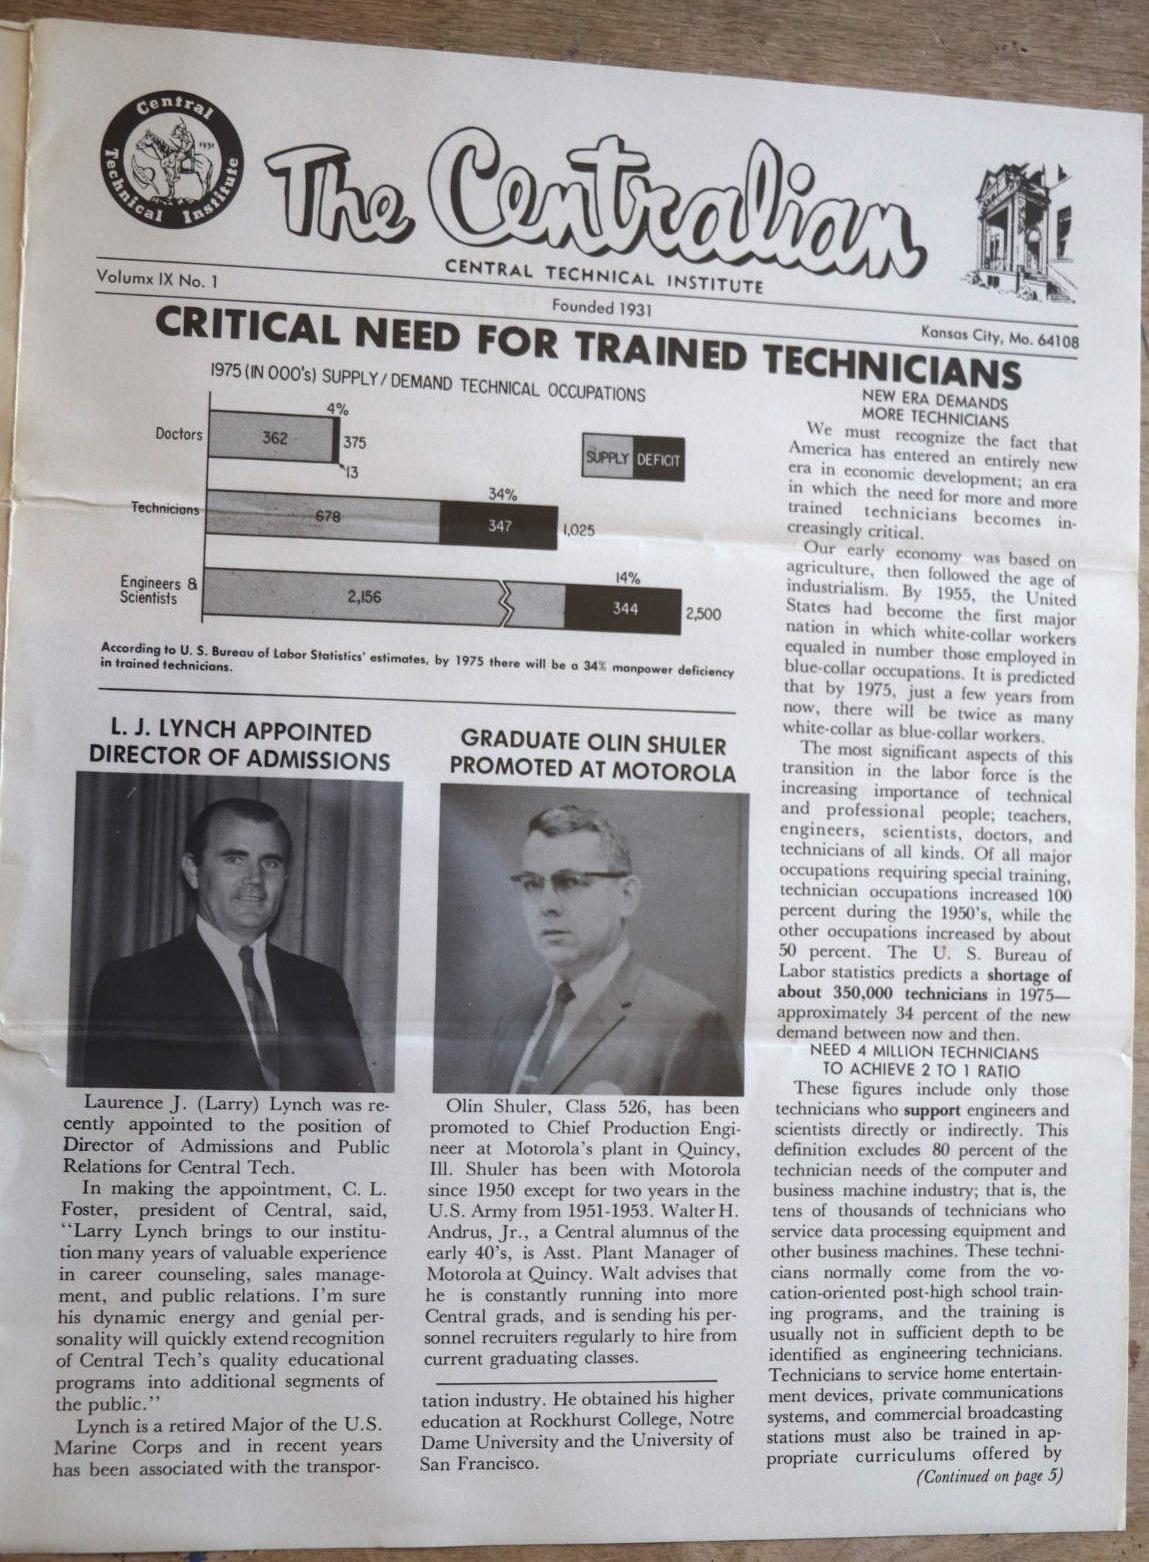 Central Technical Institute
1931
The Centralian
CENTRAL TECHNICAL INSTITUTE
Volumx IX No. 1
Founded 1931
Kansas City, Mo. 64108
CRITICAL NEED FOR TRAINED TECHNICIANS
1975 (IN 000's) SUPPLY/DEMAND TECHNICAL OCCUPATIONS
4%
Doctors
362
375
13
SUPPLY DEFICIT
34%
Technicians
678
347
1,025
14%
Engineers &
Scientists
2,156
344
2,500
According to U. S. Bureau of Labor Statistics' estimates, by 1975 there will be a 34% manpower deficiency
in trained technicians.
L. J. LYNCH APPOINTED
DIRECTOR OF ADMISSIONS
Laurence J. (Larry) Lynch was re-
cently appointed to the position of
Director of Admissions and Public
Relations for Central Tech.
In making the appointment, C. L.
Foster, president of Central, said,
“Larry Lynch brings to our institu-
tion many years of valuable experience
in career counseling, sales manage-
ment, and public relations. I'm sure
his dynamic energy and genial per-
sonality will quickly extend recognition
of Central Tech's quality educational
programs into additional segments of
the public.”
Lynch is a retired Major of the U.S.
Marine Corps and in recent years
has been associated with the transpor-
GRADUATE OLIN SHULER
PROMOTED AT MOTOROLA
Olin Shuler, Class 526, has been
promoted to Chief Production Engi-
neer at Motorola's plant in Quincy,
Ill. Shuler has been with Motorola
since 1950 except for two years in the
U.S. Army from 1951-1953. Walter H.
Andrus, Jr., a Central alumnus of the
early 40's, is Asst. Plant Manager of
Motorola at Quincy. Walt advises that
he is constantly running into more
Central grads, and is sending his per-
sonnel recruiters regularly to hire from
current graduating classes.
tation industry. He obtained his higher
education at Rockhurst College, Notre
Dame University and the University of
San Francisco.
NEW ERA DEMANDS
MORE TECHNICIANS
We must recognize the fact that
America has entered an entirely new
era in economic development; an era
in which the need for more and more
trained technicians becomes in-
creasingly critical.
Our early economy was based on
agriculture, then followed the age of
industrialism. By 1955, the United
States had become the first major
nation in which white-collar workers
equaled in number those employed in
blue-collar occupations. It is predicted
that by 1975, just a few years from
now, there will be twice as many
white-collar as blue-collar workers.
The most significant aspects of this
transition in the labor force is the
increasing importance of technical
and professional people; teachers,
engineers, scientists, doctors, and
technicians of all kinds. Of all major
occupations requiring special training,
technician occupations increased 100
percent during the 1950's, while the
other occupations increased by about
50 percent. The U. S. Bureau of
Labor statistics predicts a shortage of
about 350,000 technicians in 1975—
approximately 34 percent of the new
demand between now and then.
NEED 4 MILLION TECHNICIANS
TO ACHIEVE 2 TO 1 RATIO
These figures include only those
technicians who support engineers and
scientists directly or indirectly. This
definition excludes 80 percent of the
technician needs of the computer and
business machine industry; that is, the
tens of thousands of technicians who
service data processing equipment and
other business machines. These techni-
cians normally come from the vo-
cation-oriented post-high school train-
ing programs, and the training is
usually not in sufficient depth to be
identified as engineering technicians.
Technicians to service home entertain-
ment devices, private communications
systems, and commercial broadcasting
stations must also be trained in ap-
propriate curriculums offered by
(Continued on page 5)